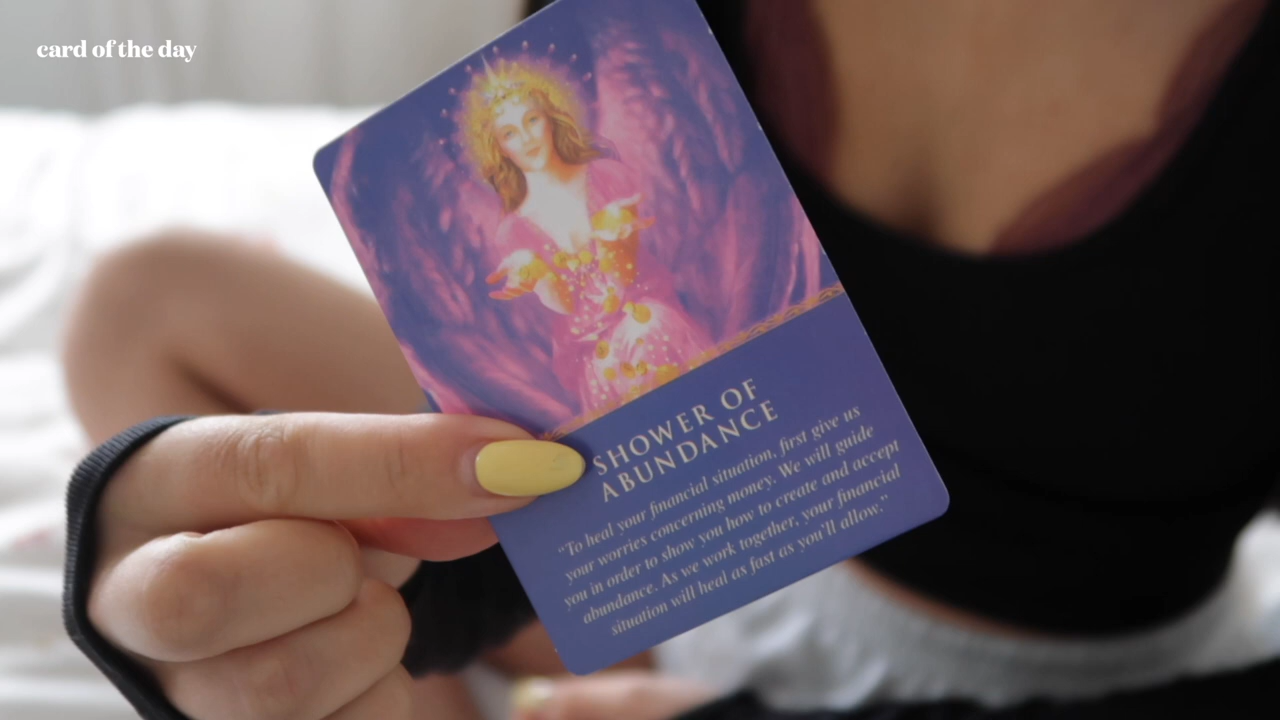 card of the day
SHOWER OF
ABUNDANCE
“To heal your financial situation, first give us
your worries concerning money. We will guide
you in order to show you how to create and accept
abundance. As we work together, your financial
situation will heal as fast as you’ll allow.”